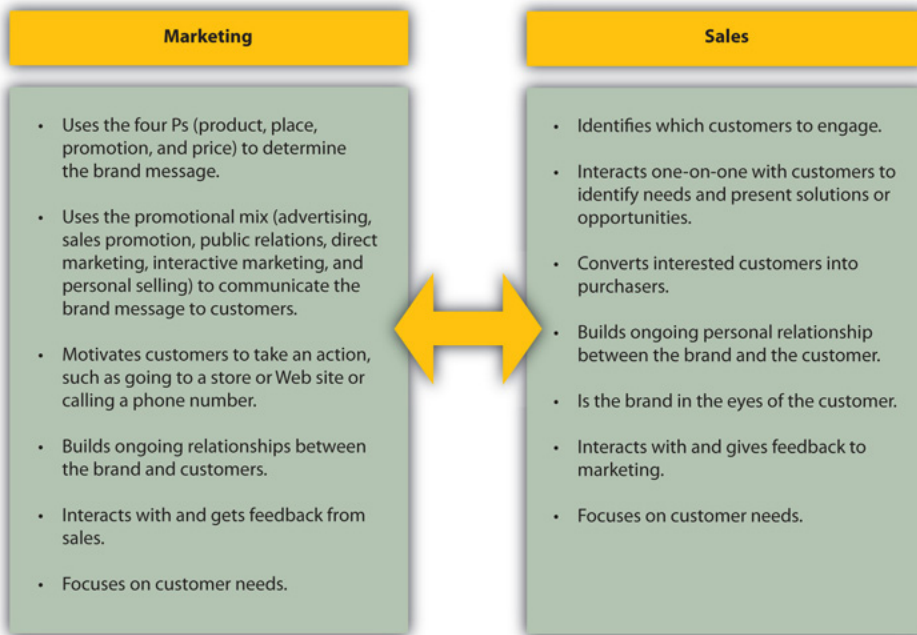 Marketing
• Uses the four Ps (product, place,
promotion, and price) to determine
the brand message.
• Uses the promotional mix (advertising,
sales promotion, public relations, direct
marketing, interactive marketing, and
personal selling) to communicate the
brand message to customers.
• Motivates customers to take an action,
such as going to a store or Web site or
calling a phone number.
• Builds ongoing relationships between
the brand and customers.
• Interacts with and gets feedback from
sales.
• Focuses on customer needs.
Sales
• Identifies which customers to engage.
• Interacts one-on-one with customers to
identify needs and present solutions or
opportunities.
• Converts interested customers into
purchasers.
• Builds ongoing personal relationship
between the brand and the customer.
• Is the brand in the eyes of the customer.
• Interacts with and gives feedback to
marketing.
• Focuses on customer needs.